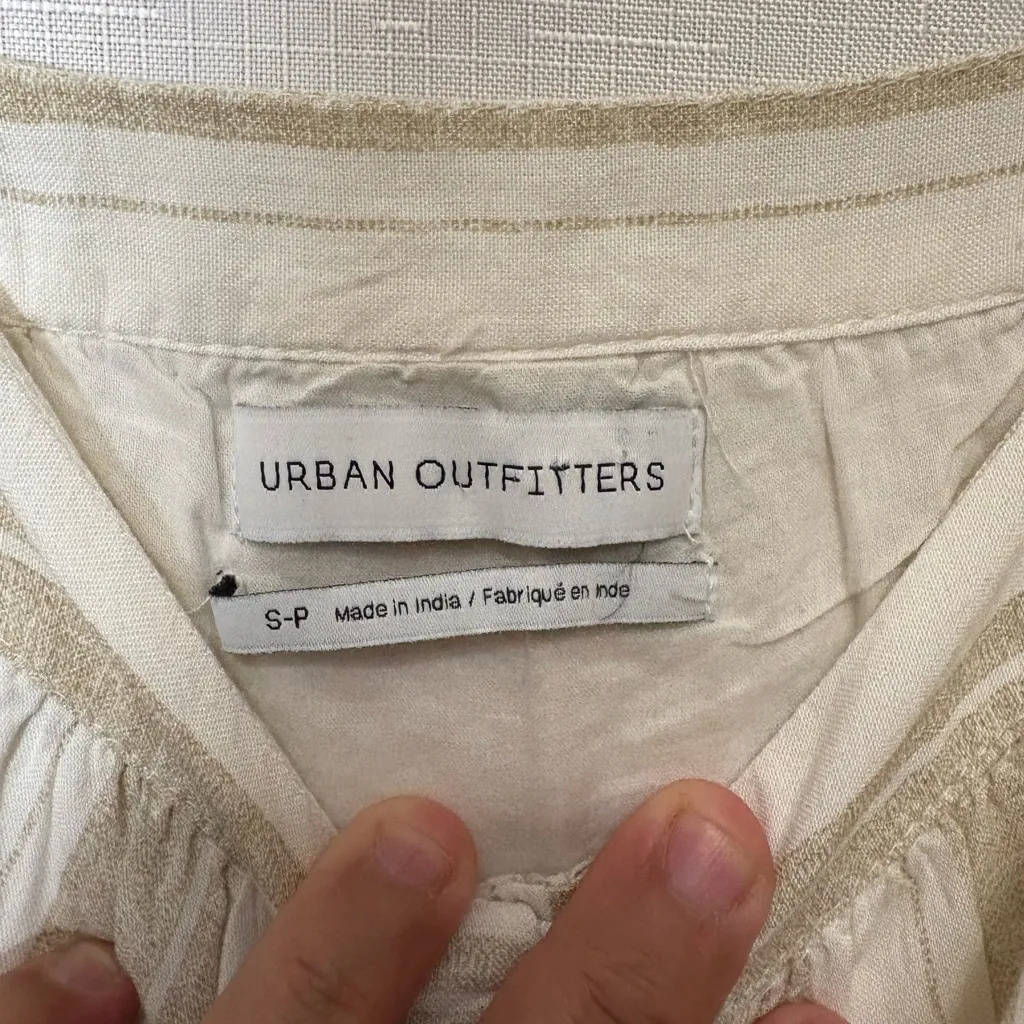 URBAN OUTFITTERS
S-P Made in India / Fabriqué en Inde